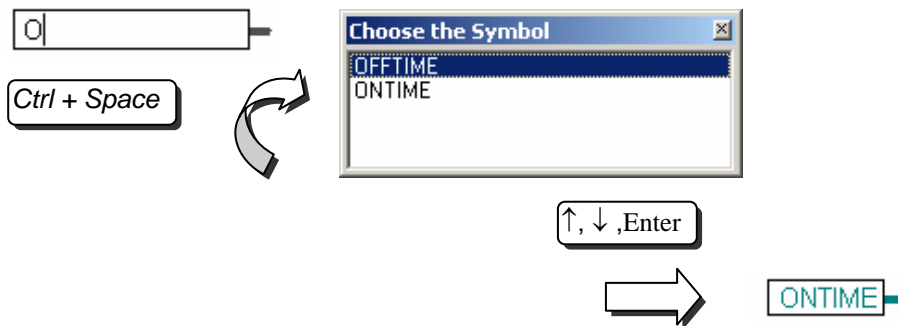 O
Choose the Symbol
OFFTIME
ONTIME
Ctrl + Space
↑, ↓ ,Enter
ONTIME